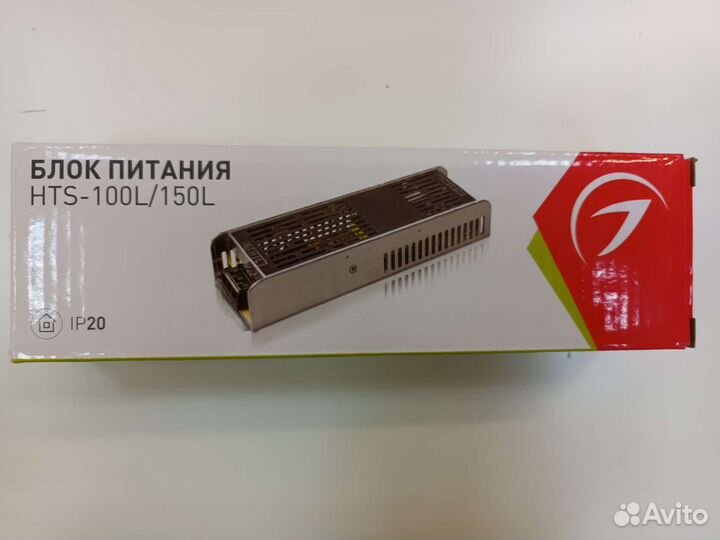 БЛОК ПИТАНИЯ
HTS-100L/150L
IP20
Avito